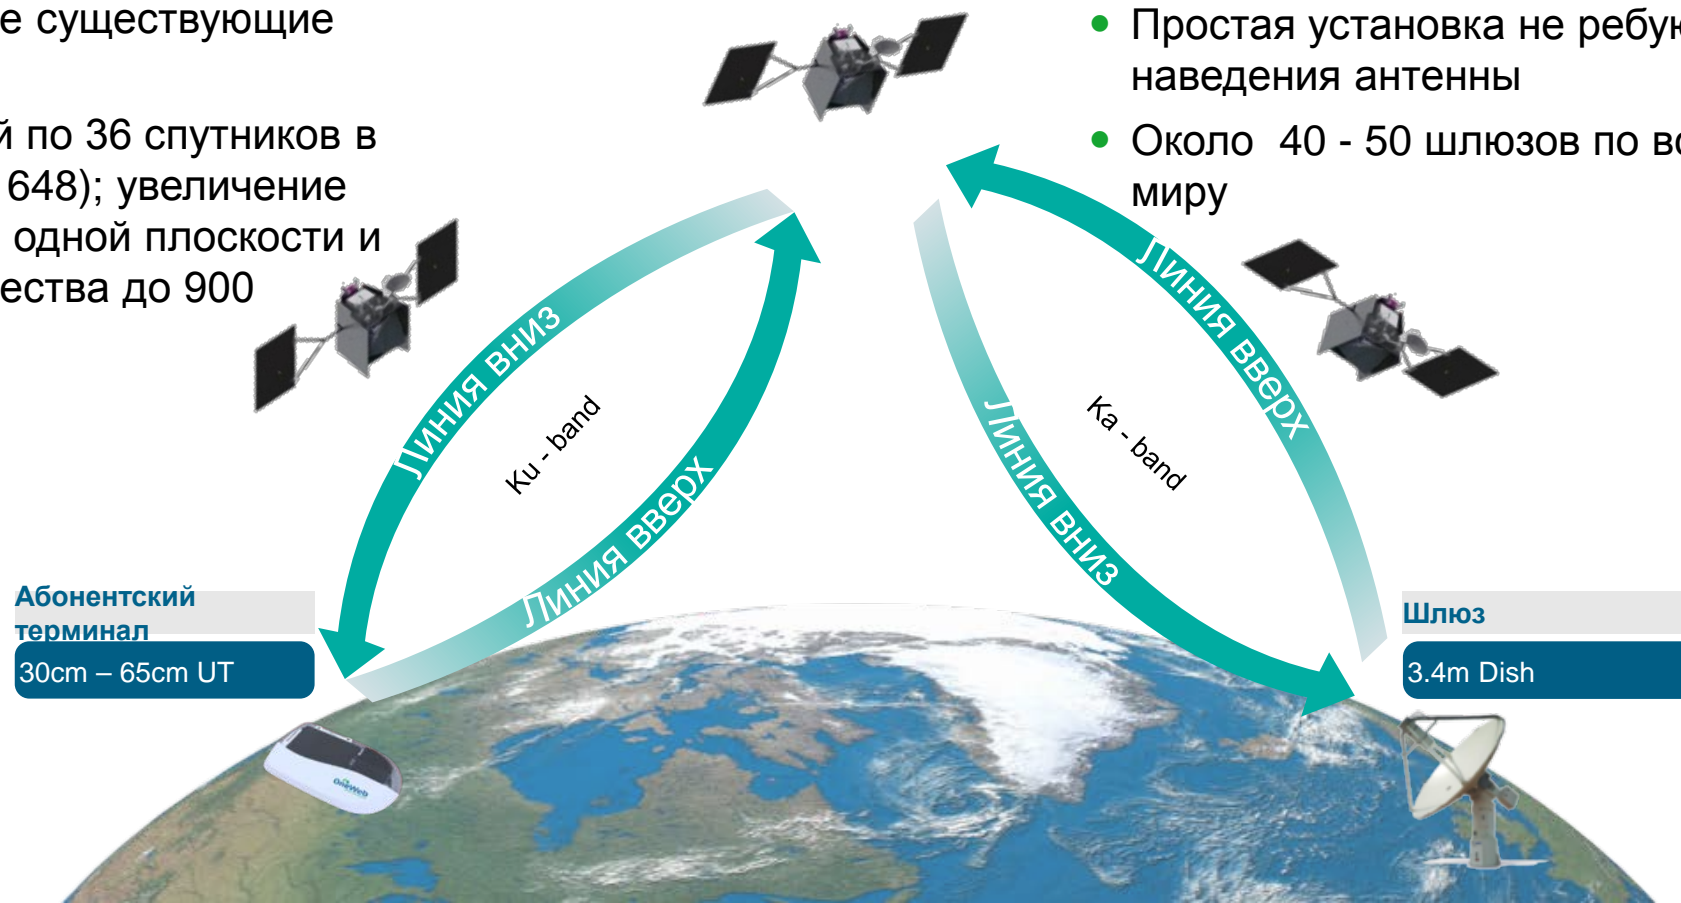 е существующие
й по 36 спутников в
648); увеличение
одной плоскости и
ества до 900
• Простая установка не ребую
наведения антенны
• Около 40 - 50 шлюзов по во
миру
Линия вниз
Ku - band
Линия вверх
Линия вверх
Ka - band
Линия вниз
Абонентский
терминал
30cm – 65cm UT
Шлюз
3.4m Dish
OneWeb